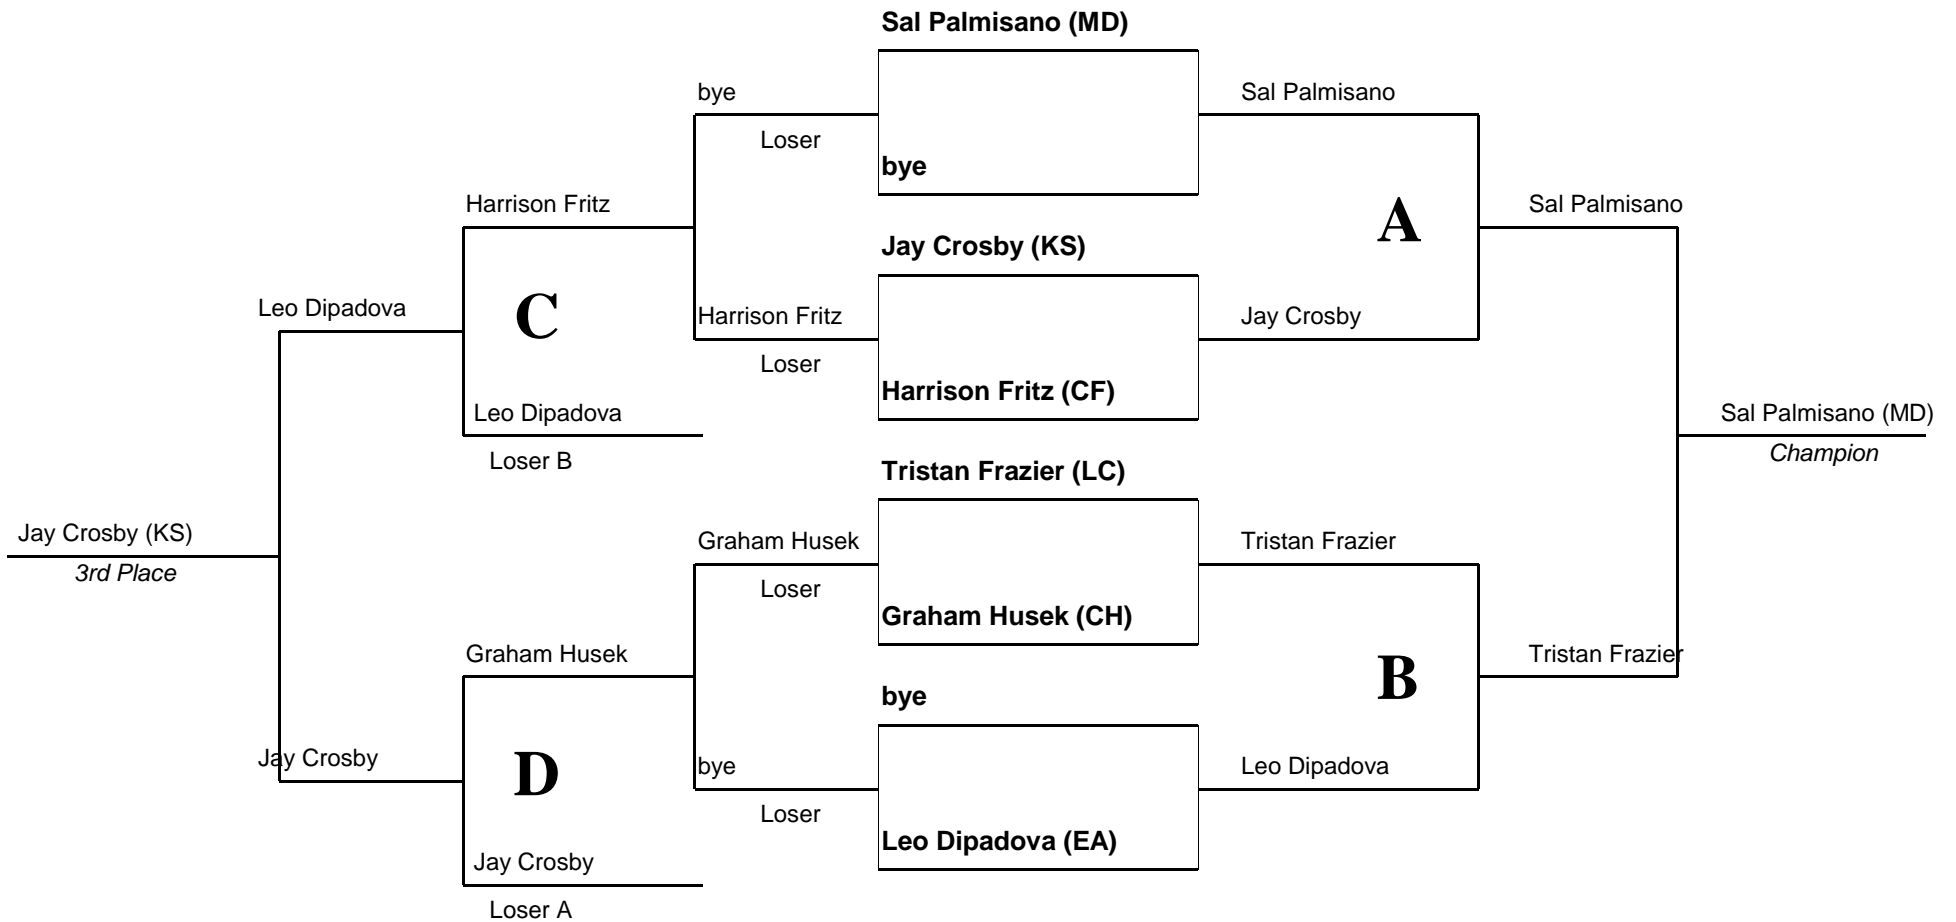 Sal Palmisano (MD)
bye
Sal Palmisano
Loser
bye
Harrison Fritz
Sal Palmisano
A
Jay Crosby (KS)
Leo Dipadova
C
Harrison Fritz
Jay Crosby
Loser
Harrison Fritz (CF)
Leo Dipadova
Sal Palmisano (MD)
Champion
Loser B
Tristan Frazier (LC)
Jay Crosby (KS)
Graham Husek
Tristan Frazier
3rd Place
Loser
Graham Husek (CH)
Graham Husek
Tristan Frazier
B
bye
Jay Crosby
D
bye
Leo Dipadova
Loser
Leo Dipadova (EA)
Jay Crosby
Loser A